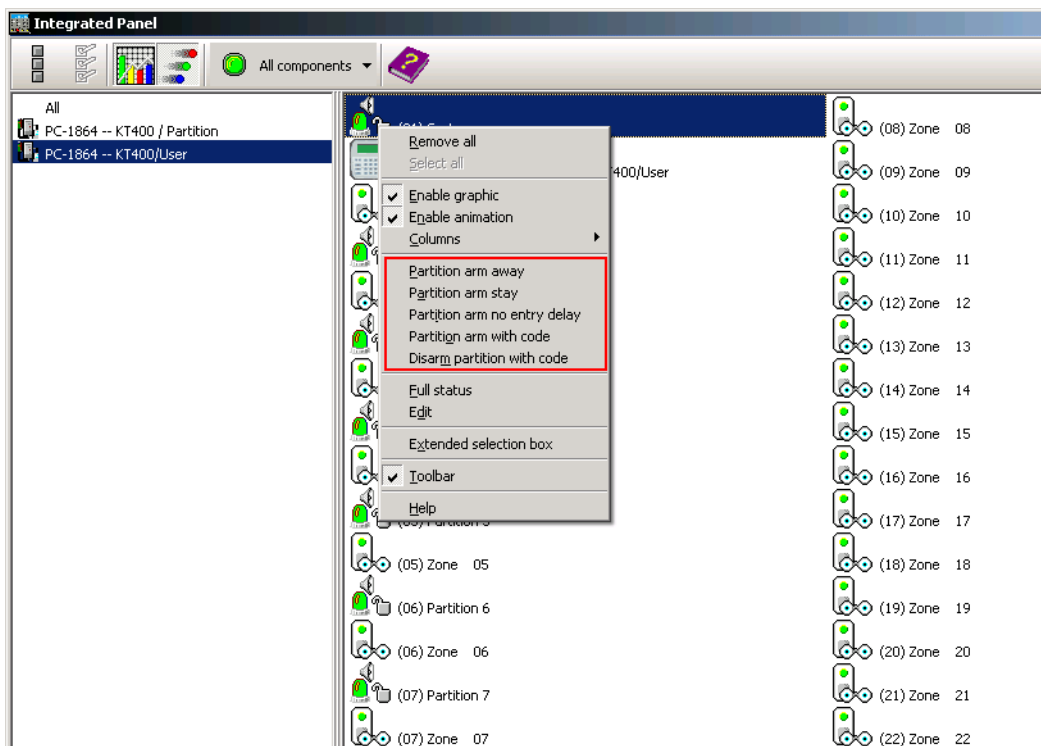 Integrated Panel
All components
All
PC-1864 -- KT400 / Partition
PC-1864 -- KT400/User
Remove all
Select all
Enable graphic
Enable animation
Columns
Partition arm away
Partition arm stay
Partition arm no entry delay
Partition arm with code
Disarm partition with code
Full status
Edit
Extended selection box
Toolbar
Help
400/User
(05) Zone 05
(06) Partition 6
(06) Zone 06
(07) Partition 7
(07) Zone 07
(08) Zone 08
(09) Zone 09
(10) Zone 10
(11) Zone 11
(12) Zone 12
(13) Zone 13
(14) Zone 14
(15) Zone 15
(16) Zone 16
(17) Zone 17
(18) Zone 18
(19) Zone 19
(20) Zone 20
(21) Zone 21
(22) Zone 22